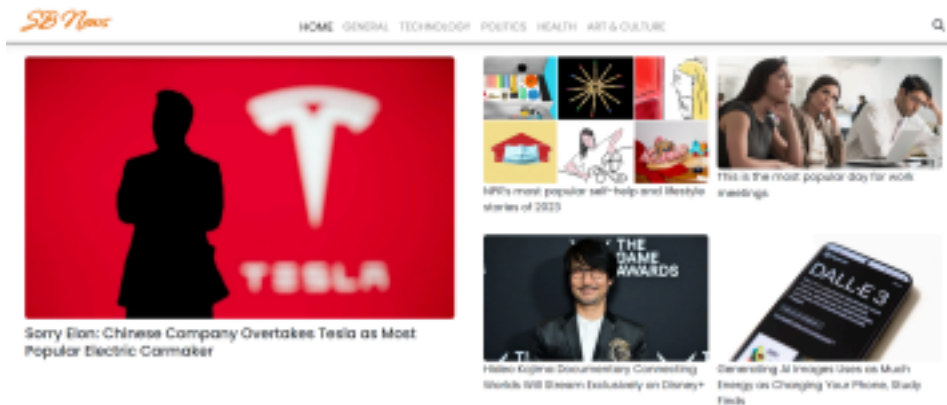 SB News
HOME GENERAL TECHNOLOGY POLITICS HEALTH ART & CULTURE
TESLA
Sorry Elon: Chinese Company Overtakes Tesla as Most
Popular Electric Carmaker
NPR's most popular self-help and lifestyle
stories of 2023
This is the most popular day for work
meetings
THE
GAME
AWARDS
Hideo Kojima Documentary Connecting
Worlds Will Stream Exclusively on Disney+
DALL·E 3
Generating AI Images Uses as Much
Energy as Charging Your Phone, Study
Finds